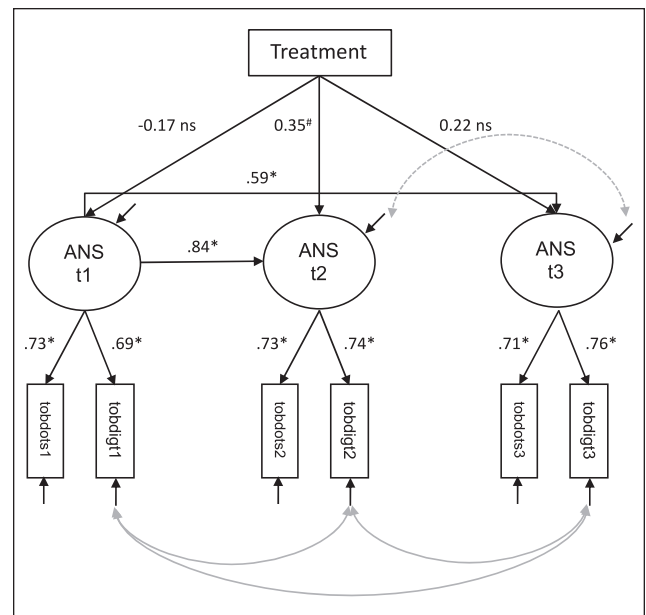 Treatment
-0.17 ns
0.35#
0.22 ns
.59*
ANS
t1
.84*
ANS
t2
ANS
t3
.73*
.69*
.73*
.74*
.71*
.76*
tobdots1
tobdigt1
tobdots2
tobdigt2
tobdots3
tobdigt3